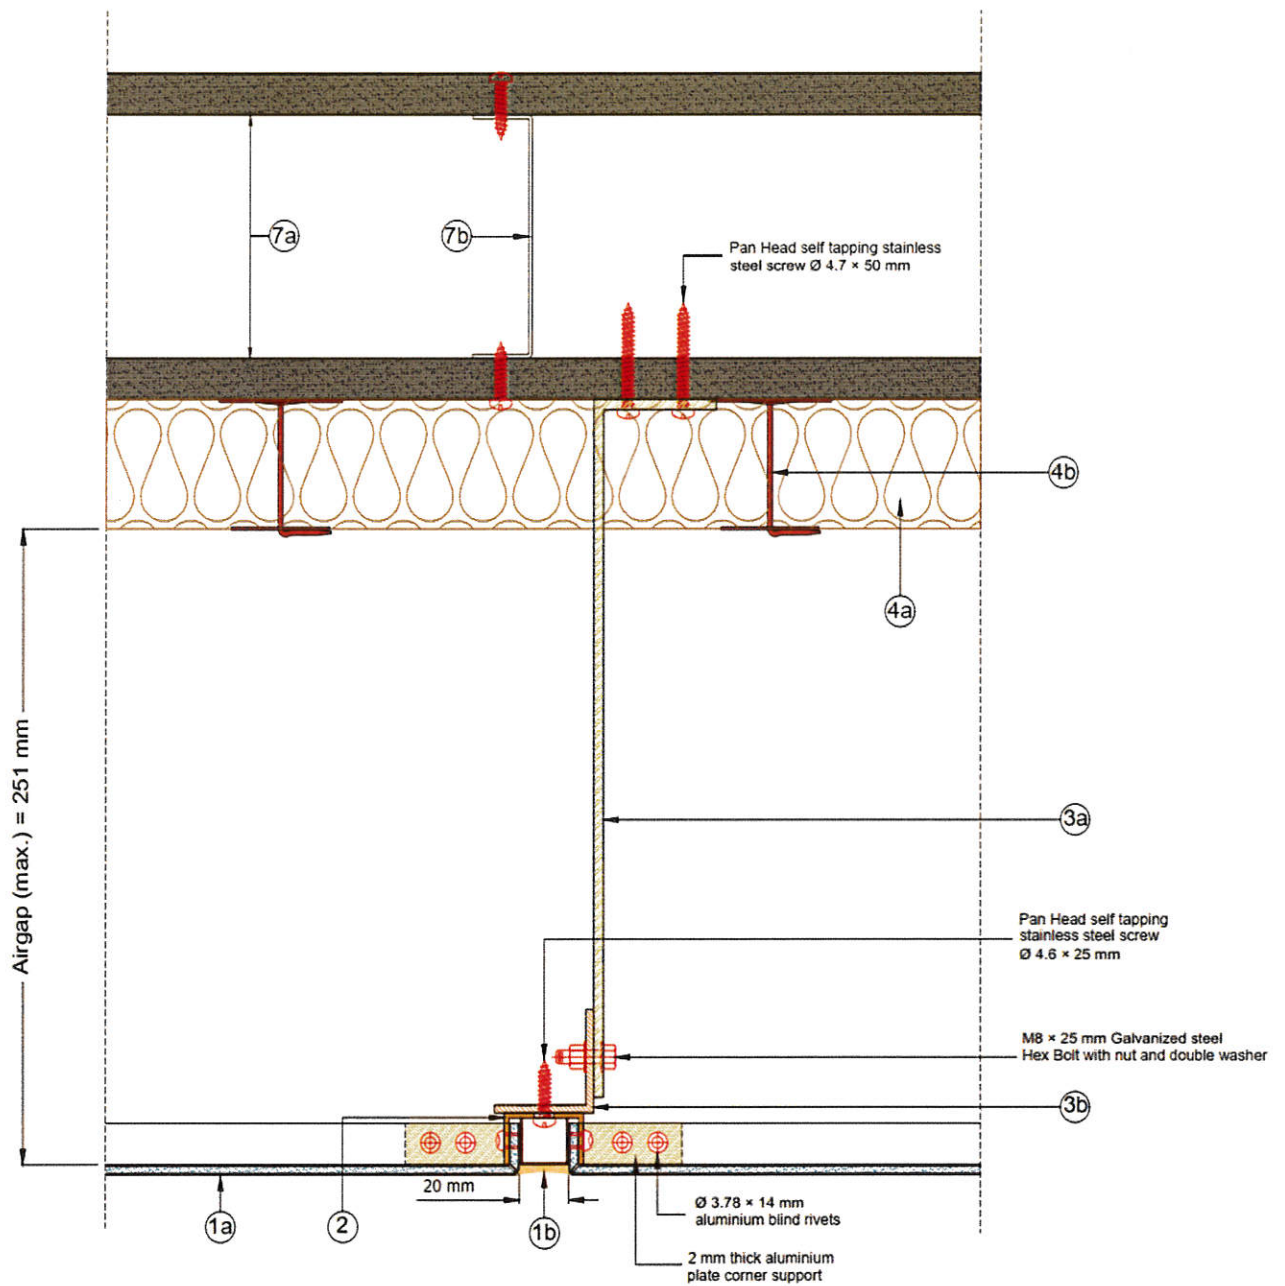 7a
7b
Pan Head self tapping stainless
steel screw Ø 4.7 × 50 mm
4b
4a
Airgap (max.) = 251 mm
3a
Pan Head self tapping
stainless steel screw
Ø 4.6 × 25 mm
M8 × 25 mm Galvanized steel
Hex Bolt with nut and double washer
3b
20 mm
1a
2
1b
Ø 3.78 × 14 mm
aluminium blind rivets
2 mm thick aluminium
plate corner support